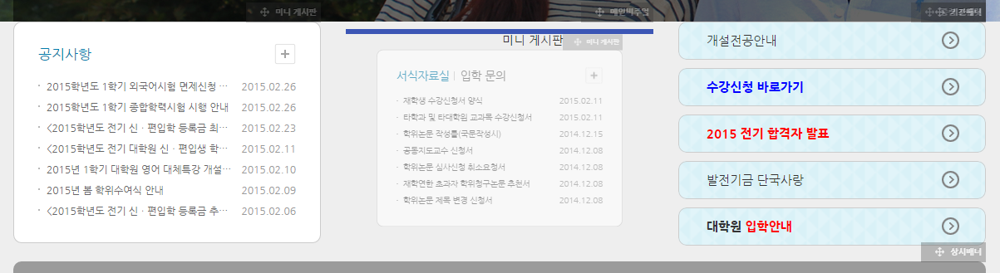 미니 게시판
메인비주얼
공지사항
2015학년도 1학기 외국어시험 면제신청 … 2015.02.26
2015학년도 1학기 종합학력시험 시행 안내 2015.02.26
<2015학년도 전기 신ㆍ편입학 등록금 최… 2015.02.23
<2015학년도 전기 대학원 신ㆍ편입생 학… 2015.02.11
2015년 1학기 대학원 영어 대체특강 개설… 2015.02.10
2015년 봄 학위수여식 안내 2015.02.09
<2015학년도 전기 신ㆍ편입학 등록금 추… 2015.02.06
미니 게시판
미니 게시판
서식자료실 | 입학 문의
재학생 수강신청서 양식 2015.02.11
타학과 및 타대학원 교과목 수강신청서 2015.02.11
학위논문 작성틀(국문작성시) 2014.12.15
공동지도교수 신청서 2014.12.08
학위논문 심사신청 취소요청서 2014.12.08
재학연한 초과자 학위청구논문 추천서 2014.12.08
학위논문 제목 변경 신청서 2014.12.08
개설전공안내
수강신청 바로가기
2015 전기 합격자 발표
발전기금 단국사랑
대학원 입학안내
상시배너